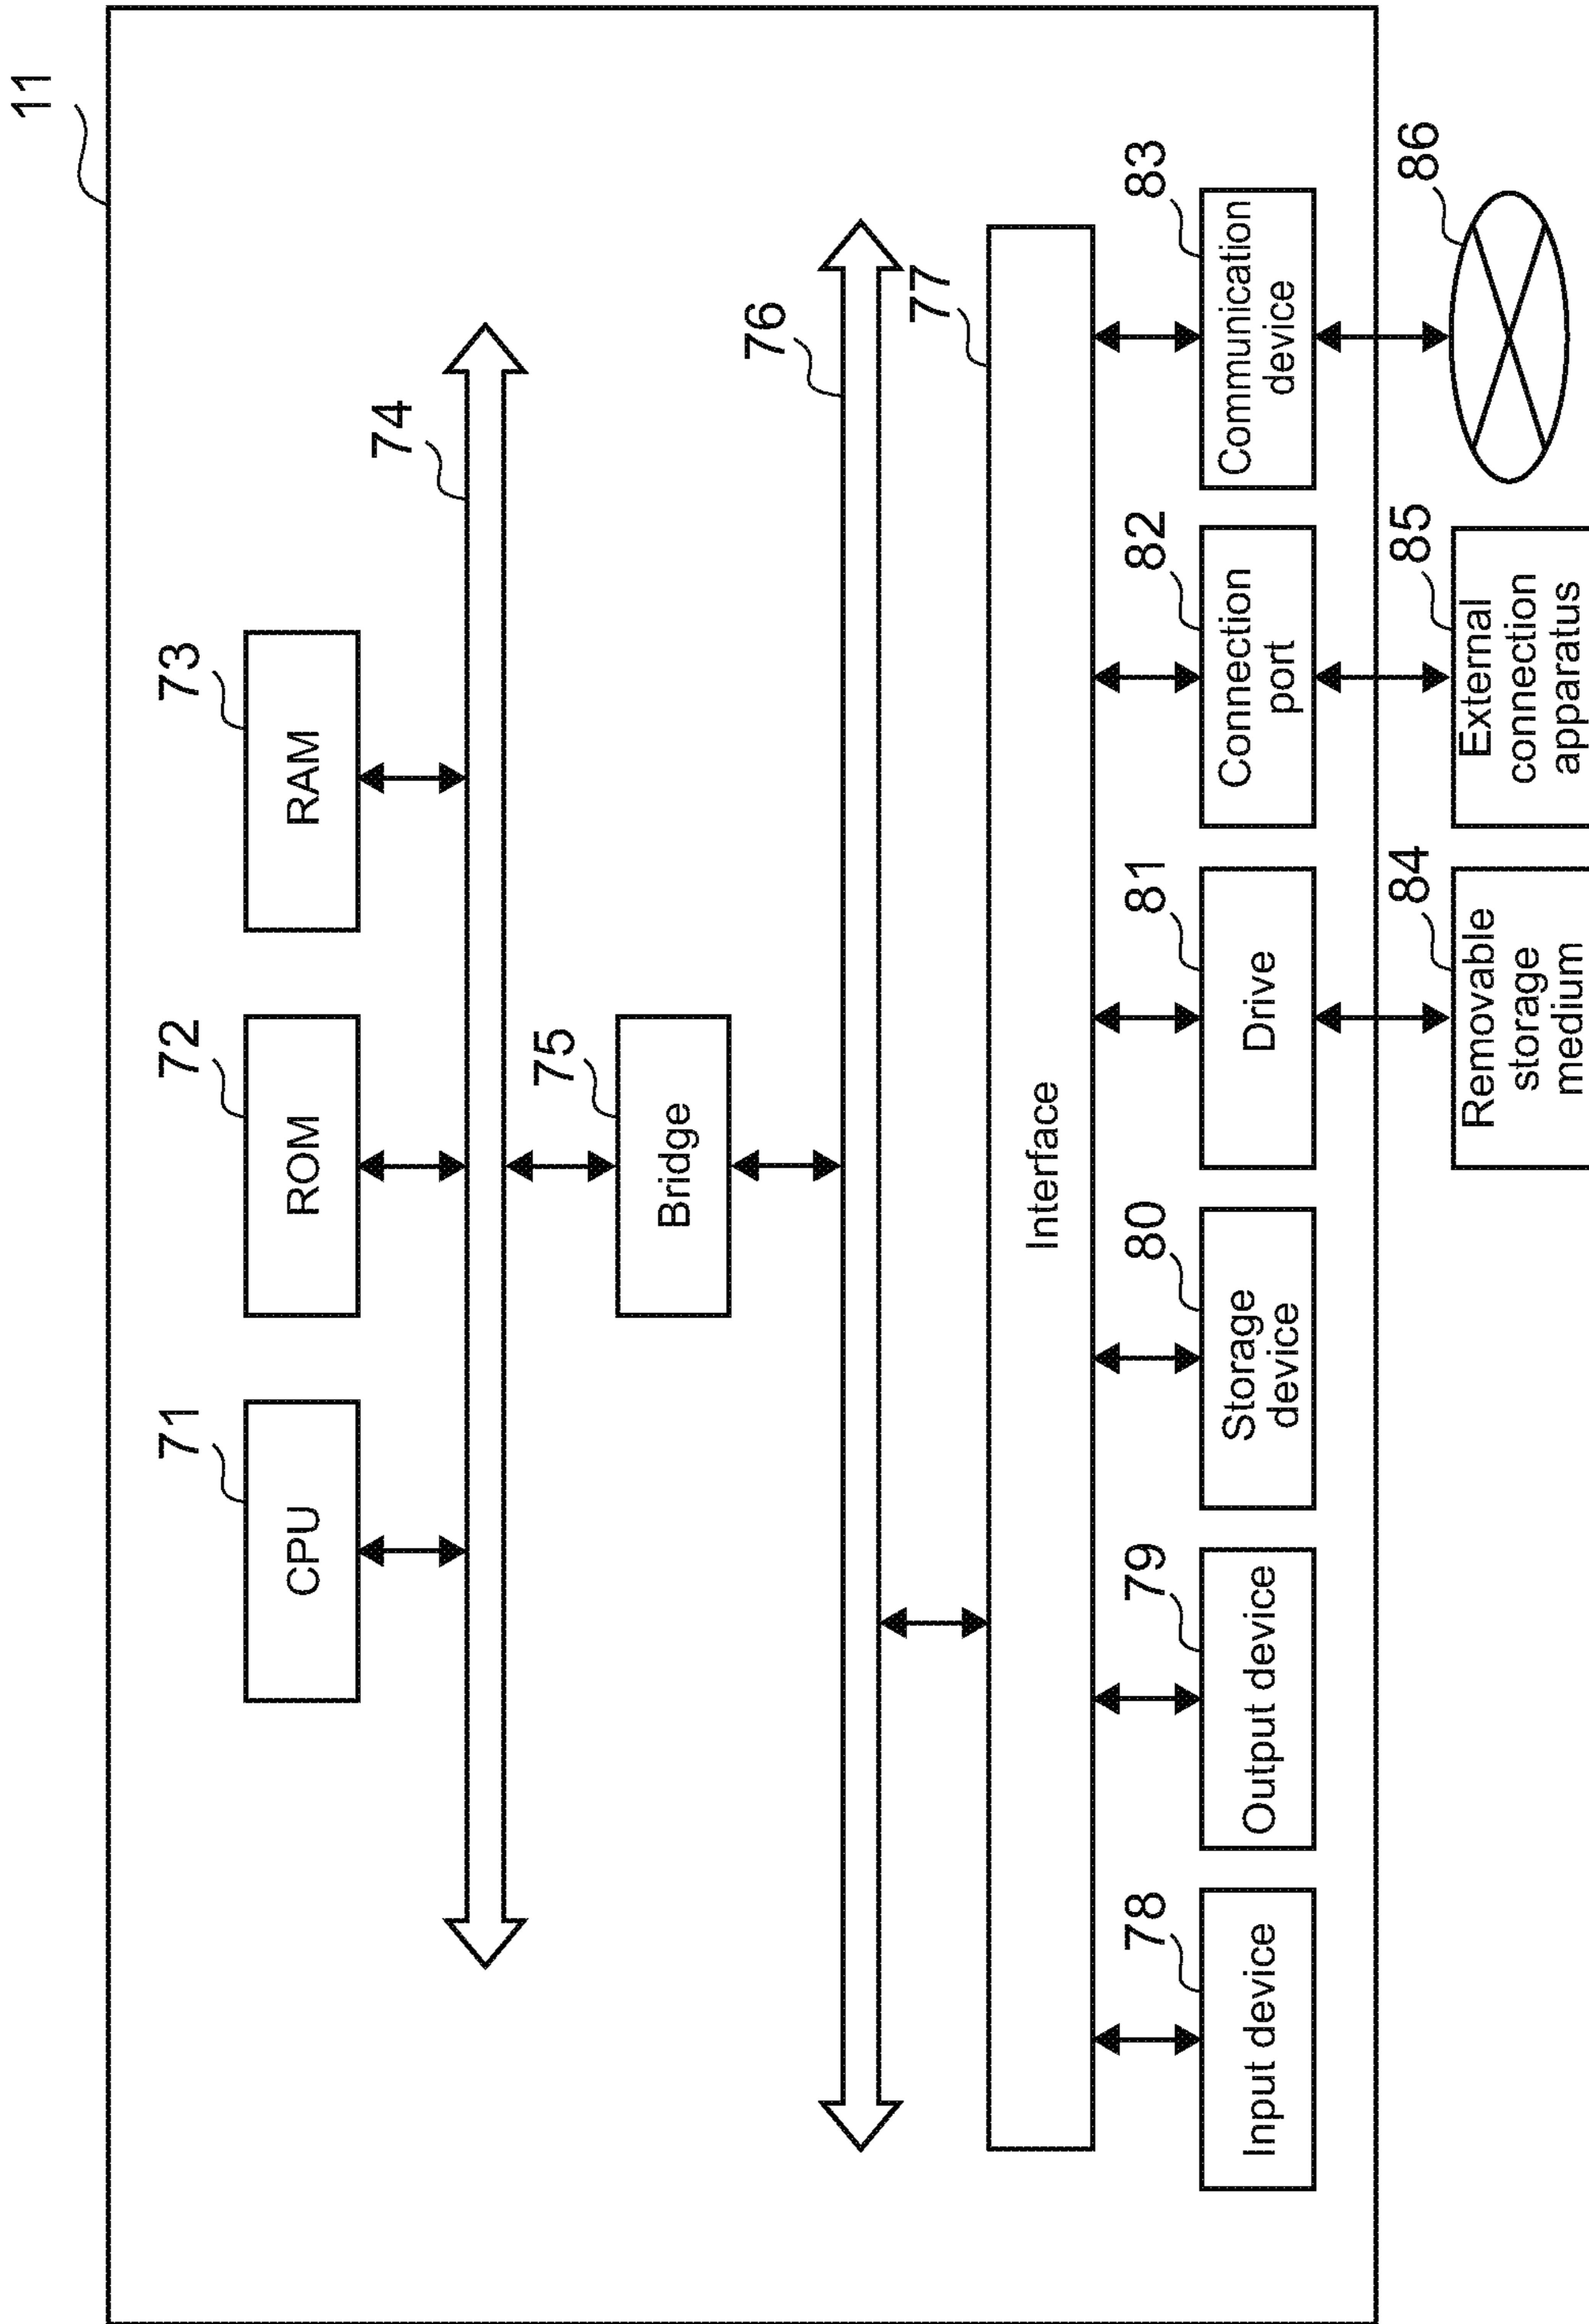 11
71
CPU
72
ROM
73
RAM
74
75
Bridge
76
77
Interface
78
Input device
79
Output device
80
Storage
device
81
Drive
82
Connection
port
83
Communication
device
84
Removable
storage
medium
85
External
connection
apparatus
86